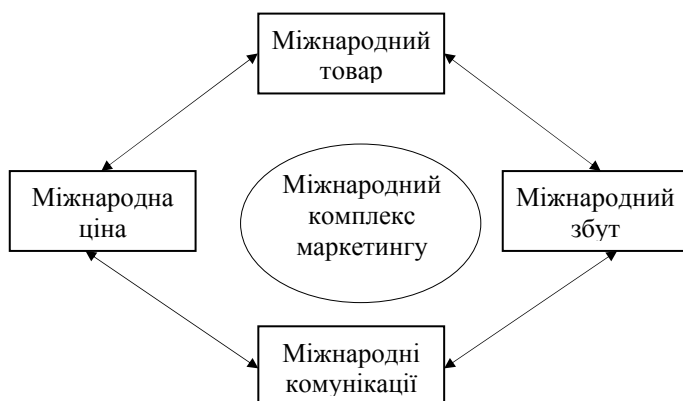 Міжнародний
товар
Міжнародна
ціна
Міжнародний
комплекс
маркетингу
Міжнародний
збут
Міжнародні
комунікації